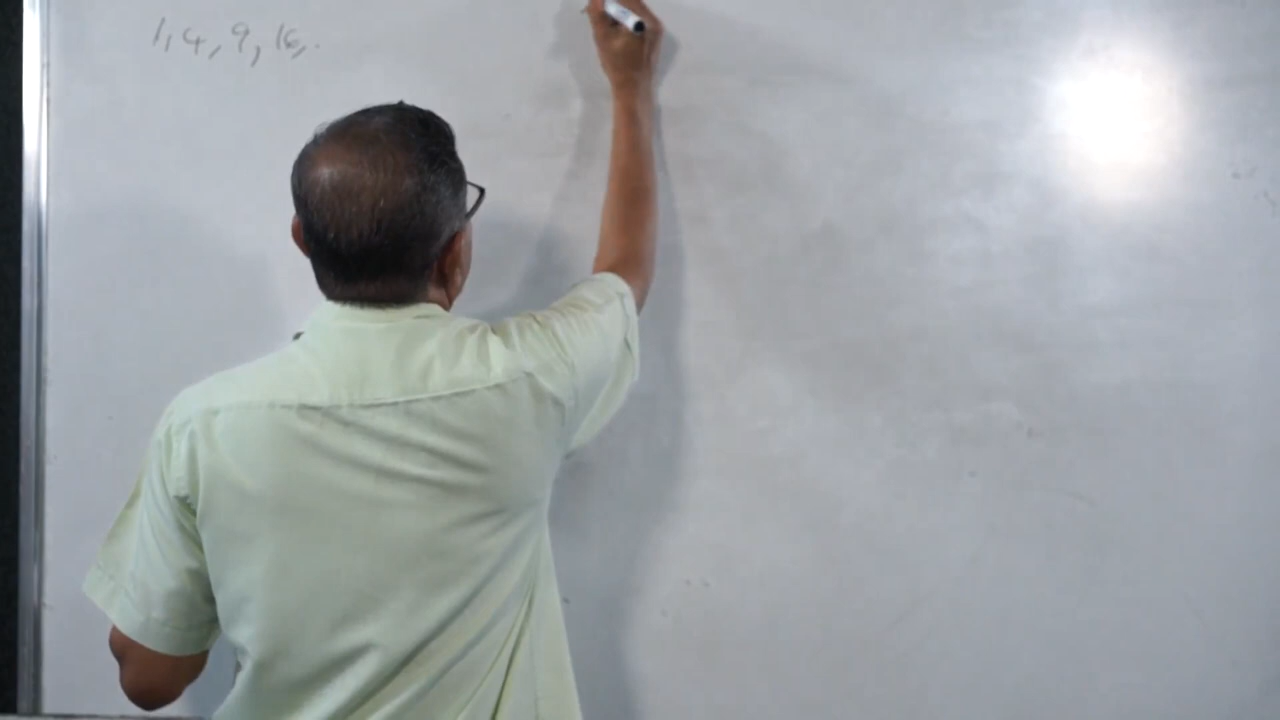 1, 4, 9, 16, .